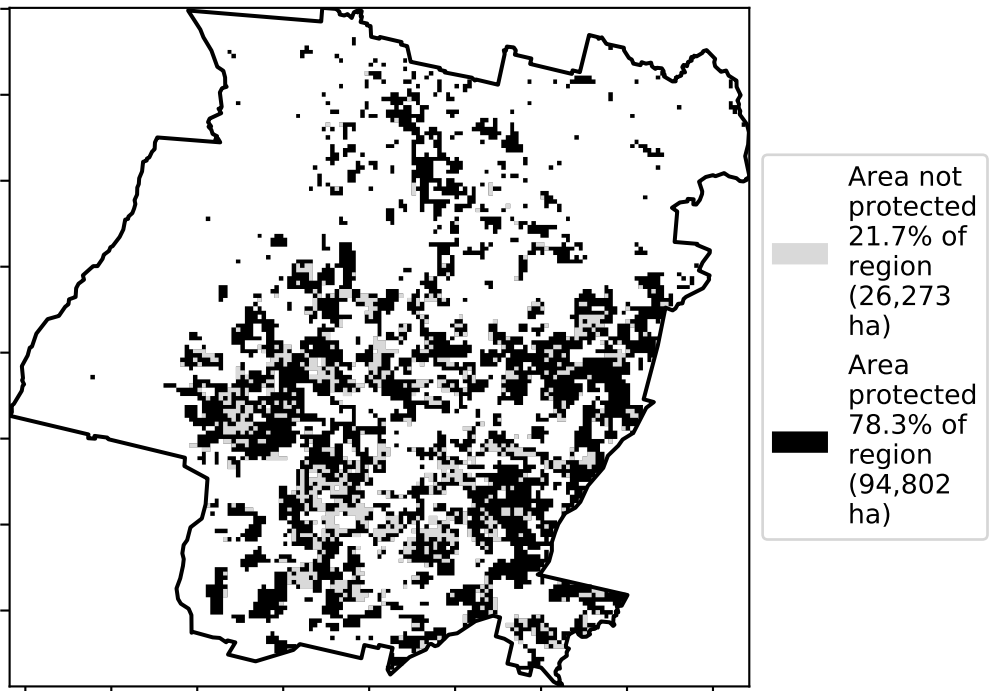 Area not
protected
21.7% of
region
(26,273
ha)
Area
protected
78.3% of
region
(94,802
ha)